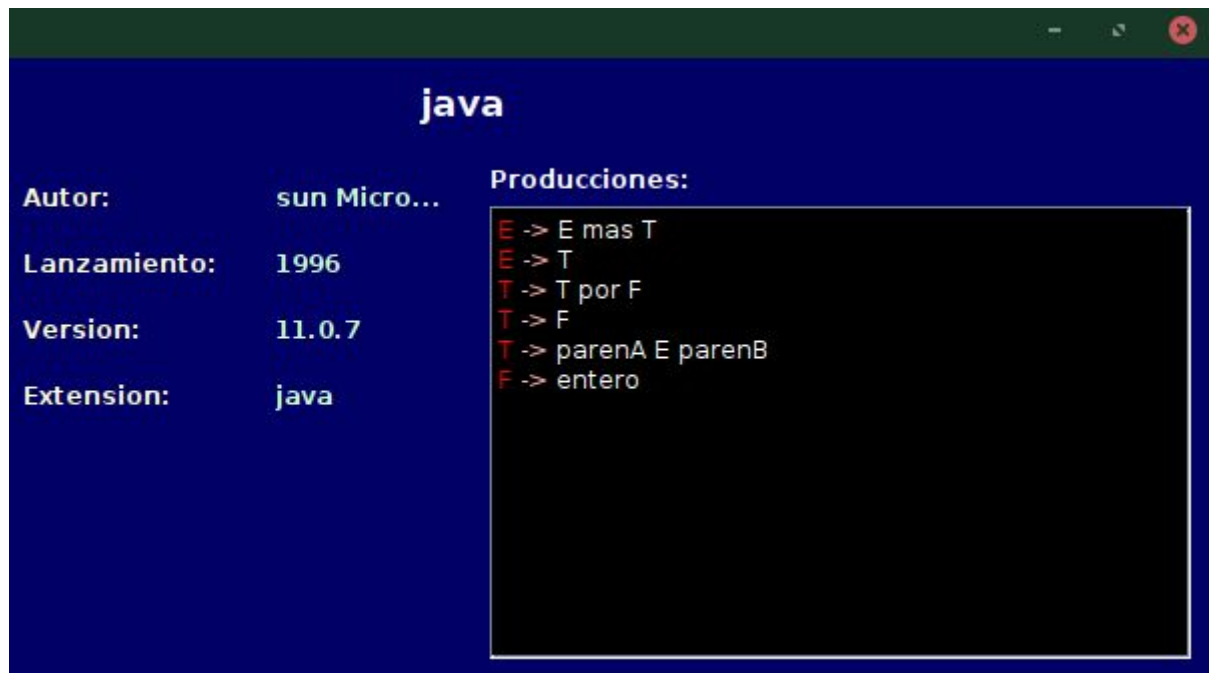 java
Autor: sun Micro...
Lanzamiento: 1996
Version: 11.0.7
Extension: java
Producciones:
E -> E mas T
E -> T
T -> T por F
T -> F
T -> parenA E parenB
F -> entero